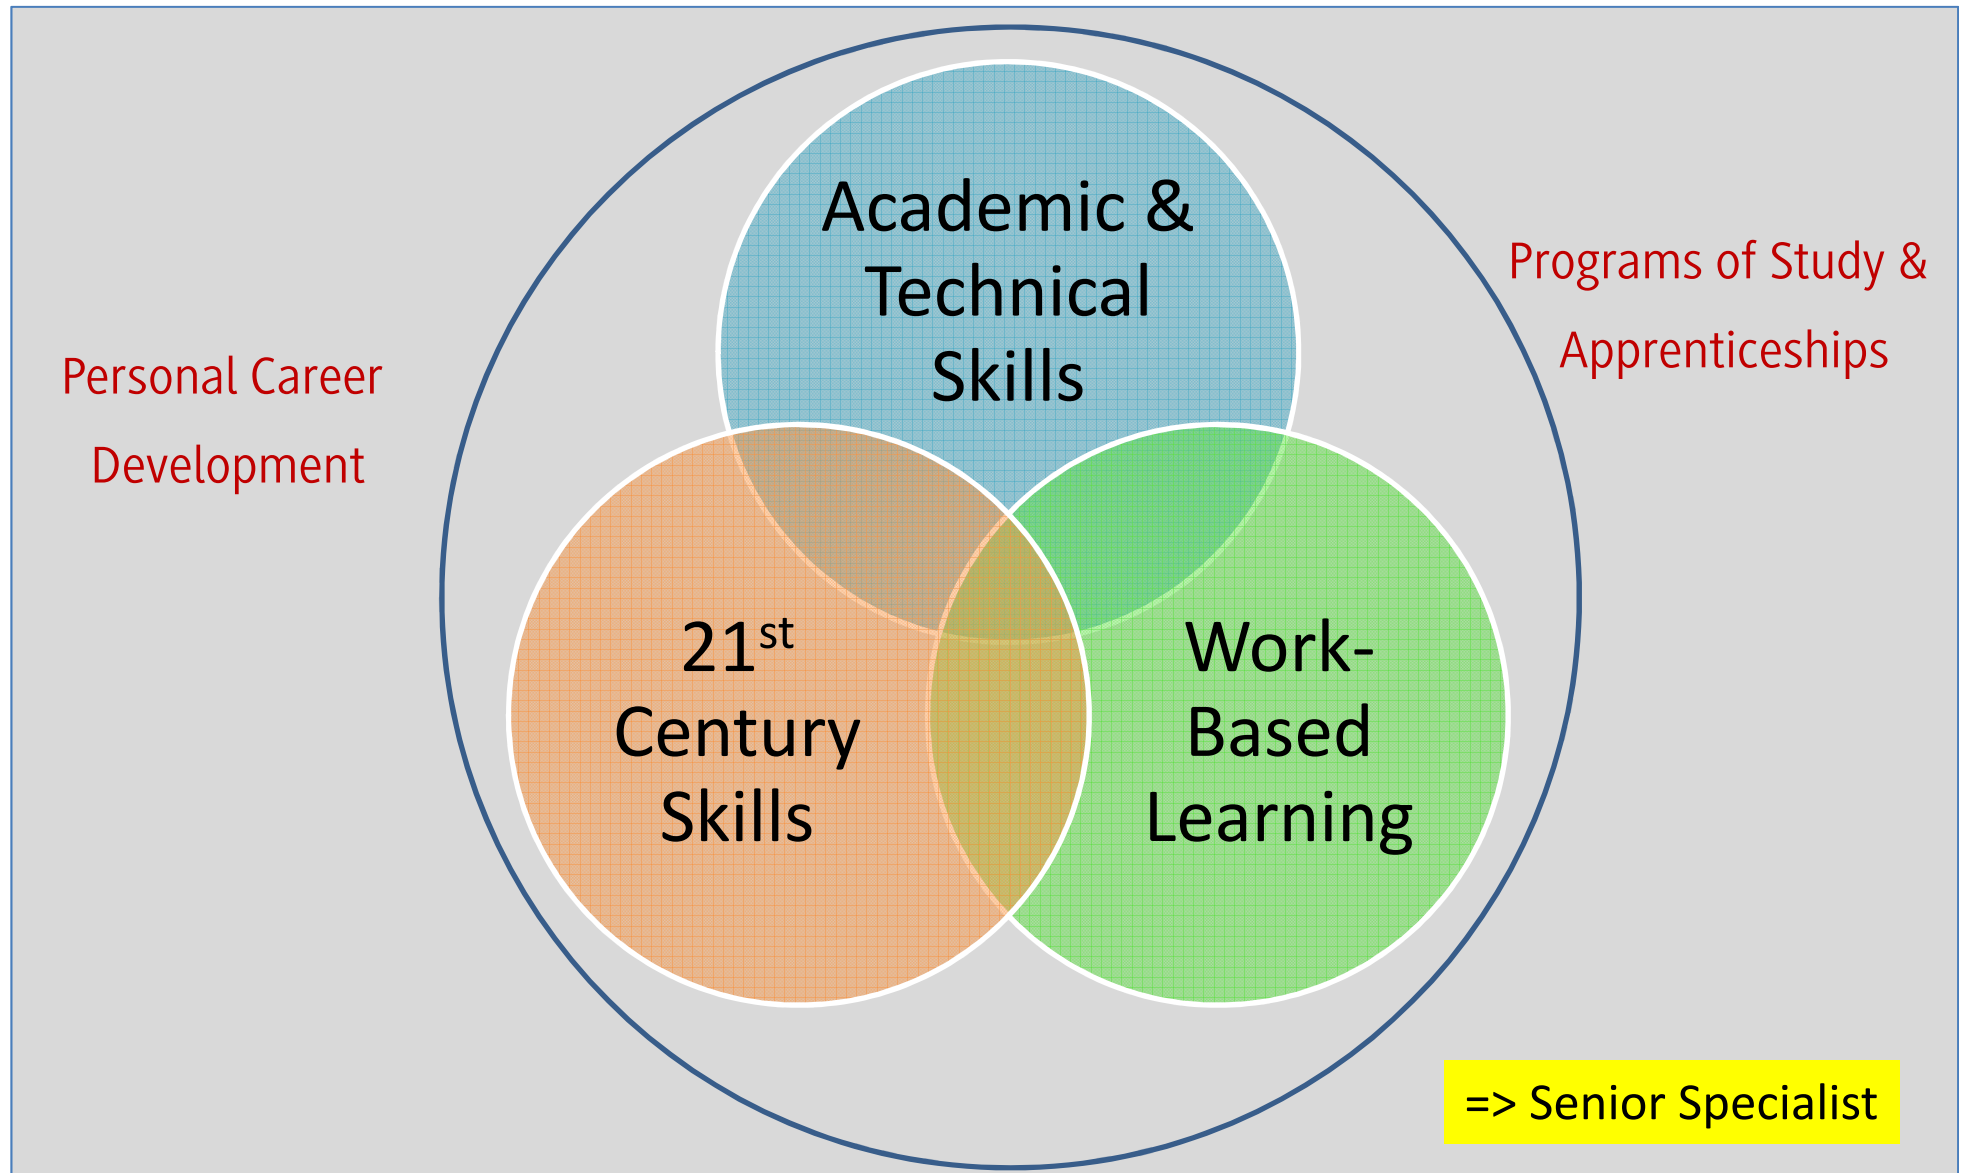 Academic &
Technical
Skills
Programs of Study &
Apprenticeships
Personal Career
Development
21st
Century
Skills
Work-
Based
Learning
=> Senior Specialist